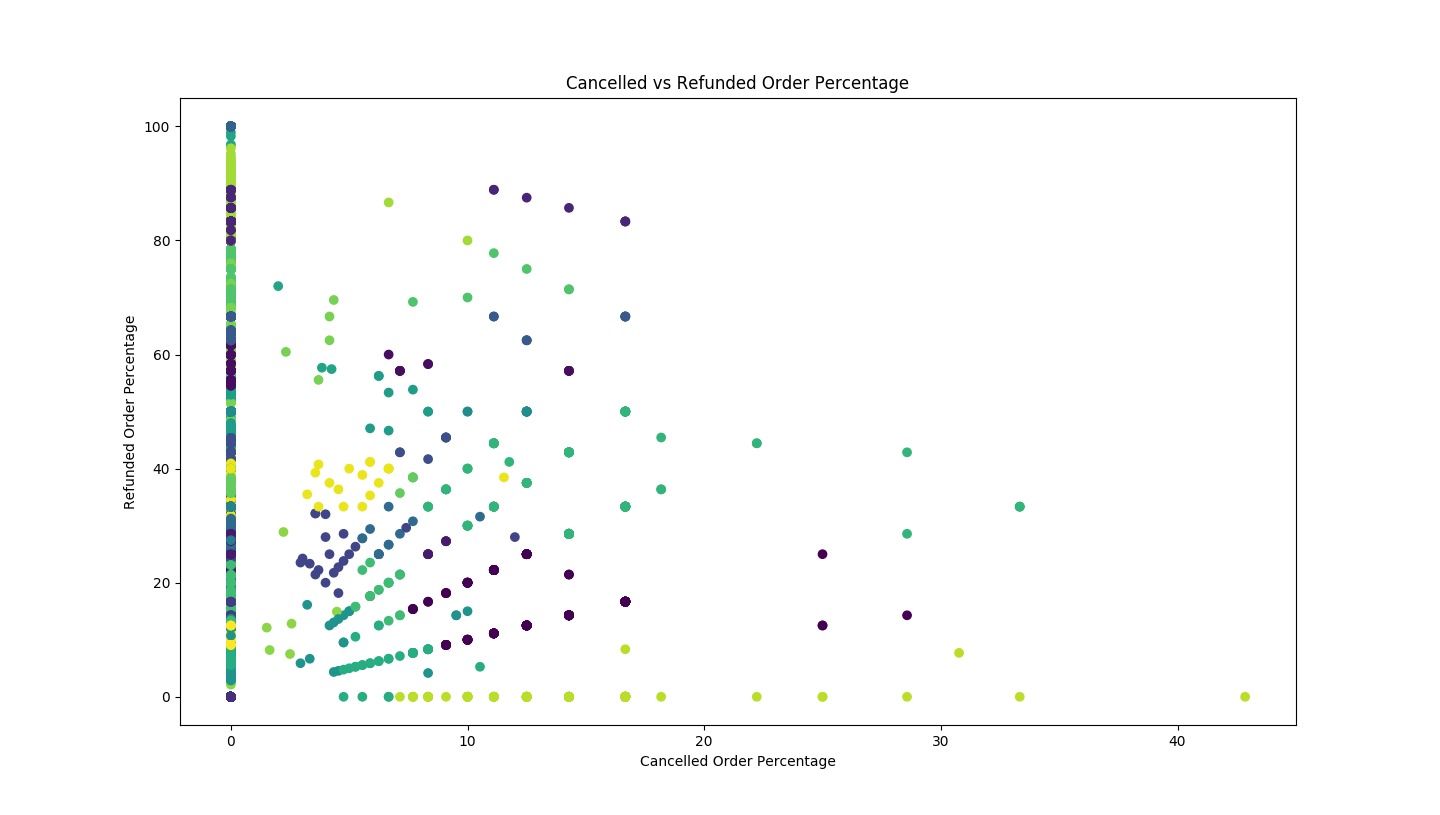 Cancelled vs Refunded Order Percentage
100
80
60
40
20
0
Refunded Order Percentage
0 10 20 30 40
Cancelled Order Percentage